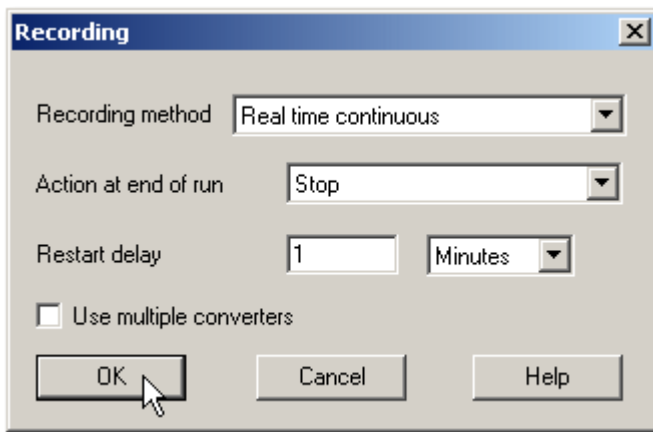 Recording
Recording method Real time continuous
Action at end of run Stop
Restart delay 1 Minutes
Use multiple converters
OK Cancel Help